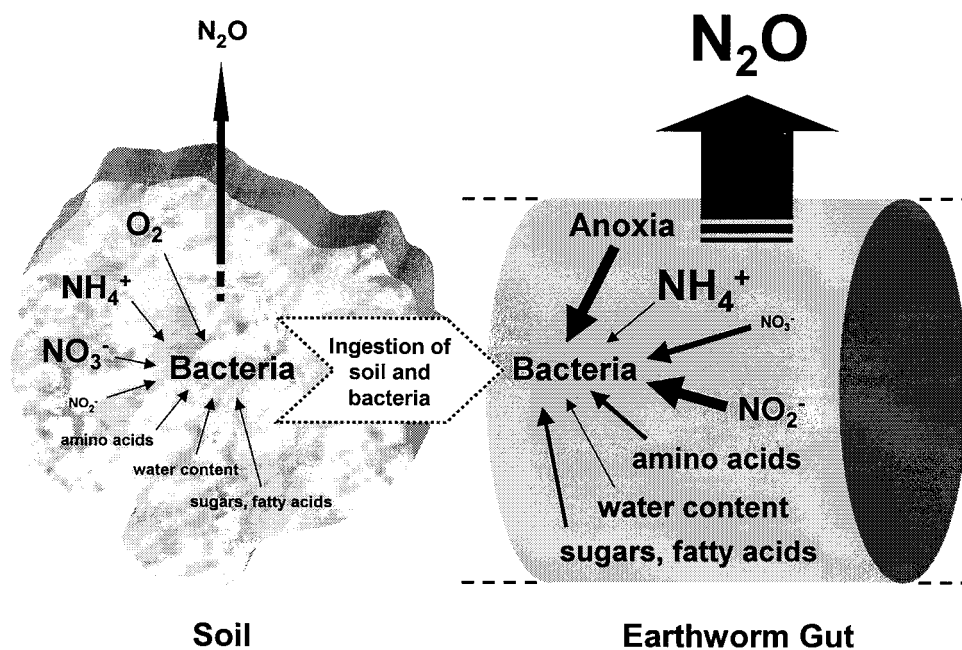 N₂O
O₂
NH₄⁺
NO₃⁻
NO₂⁻
Bacteria
amino acids
water content
sugars, fatty acids
Ingestion of
soil and
bacteria
N₂O
Anoxia
NH₄⁺
NO₃⁻
Bacteria
NO₂⁻
amino acids
water content
sugars, fatty acids
Soil
Earthworm Gut